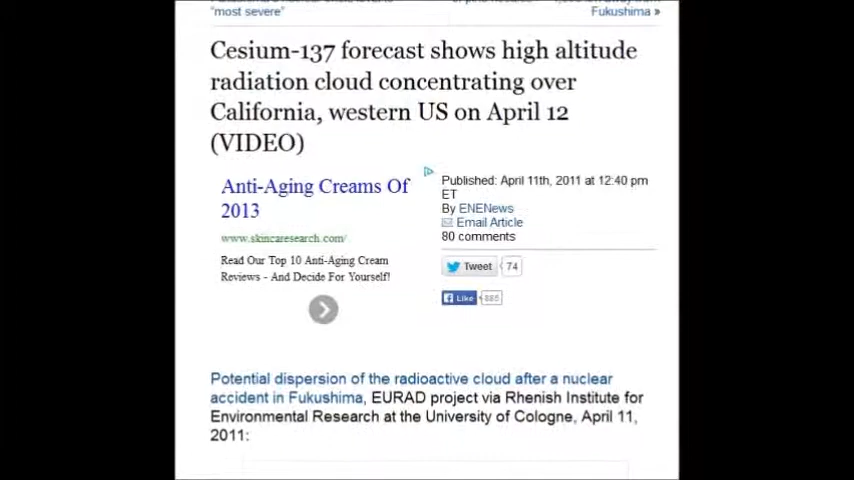 "most severe"
Fukushima »
Cesium-137 forecast shows high altitude
radiation cloud concentrating over
California, western US on April 12
(VIDEO)
Anti-Aging Creams Of
2013
www.skincaresearch.com/
Read Our Top 10 Anti-Aging Cream
Reviews - And Decide For Yourself!
Published: April 11th, 2011 at 12:40 pm
ET
By ENENews
Email Article
80 comments
Tweet 74
Like 885
Potential dispersion of the radioactive cloud after a nuclear
accident in Fukushima, EURAD project via Rhenish Institute for
Environmental Research at the University of Cologne, April 11,
2011: